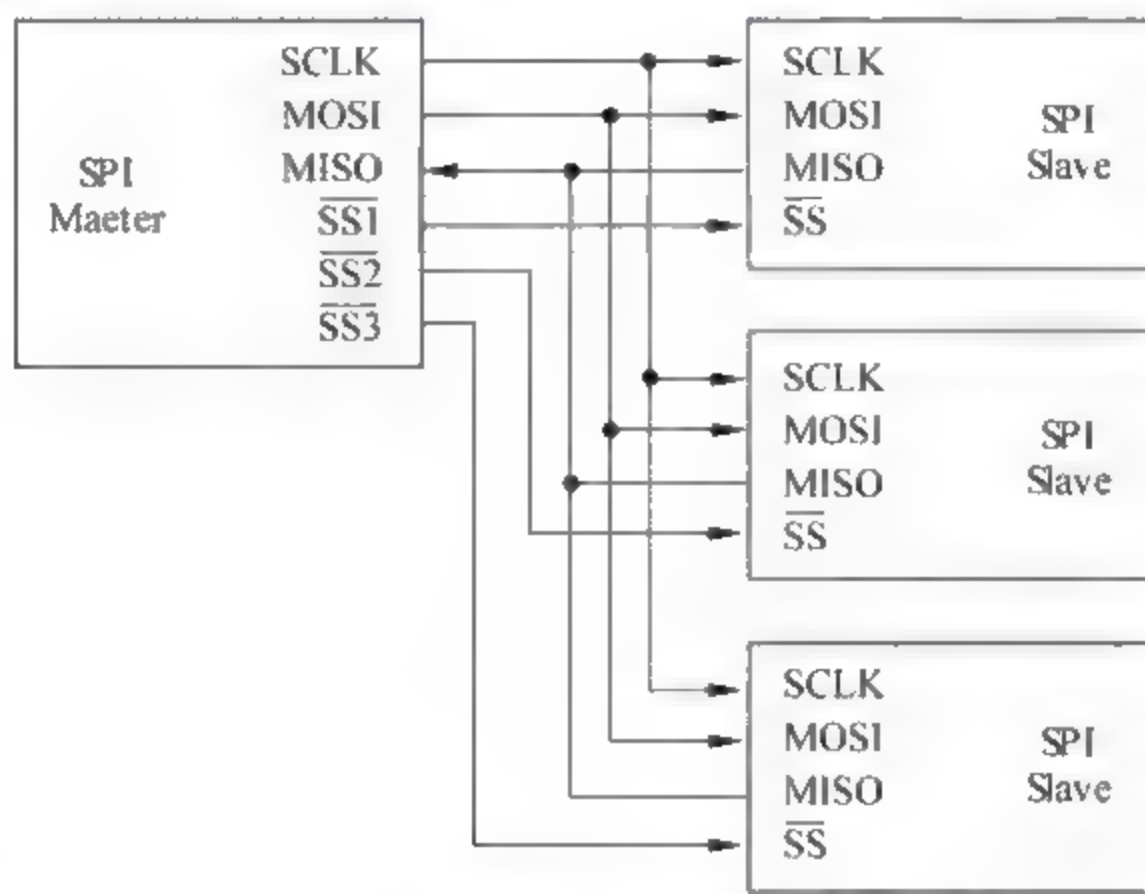 SCLK
MOSI
MISO
SS1
SS2
SS3
SPI
Maeter
SCLK
MOSI
MISO
SS
SPI
Slave
SCLK
MOSI
MISO
SS
SPI
Slave
SCLK
MOSI
MISO
SS
SPI
Slave